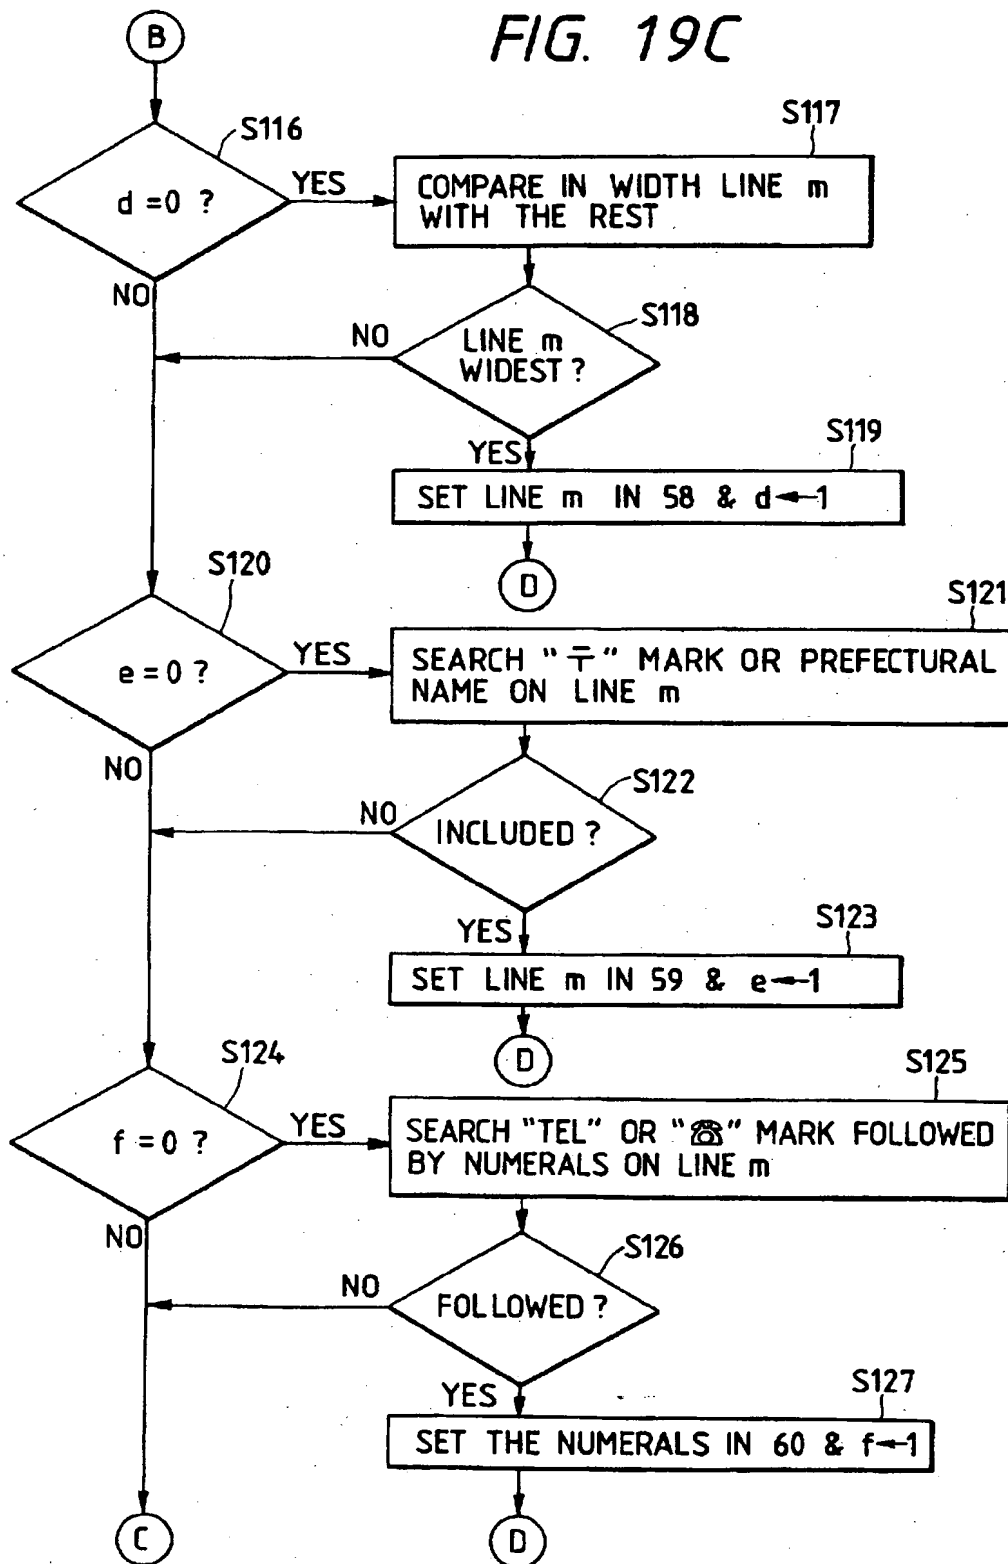 FIG. 19C
B
S116
d=0 ?
YES
NO
S117
COMPARE IN WIDTH LINE m
WITH THE REST
S118
LINE m
WIDEST ?
NO
YES
S119
SET LINE m IN 58 & d←1
D
S120
e=0 ?
YES
NO
S121
SEARCH "〒" MARK OR PREFECTURAL
NAME ON LINE m
S122
INCLUDED ?
NO
YES
S123
SET LINE m IN 59 & e←1
D
S124
f=0 ?
YES
NO
S125
SEARCH "TEL" OR "☎" MARK FOLLOWED
BY NUMERALS ON LINE m
S126
FOLLOWED ?
NO
YES
S127
SET THE NUMERALS IN 60 & f←1
C
D